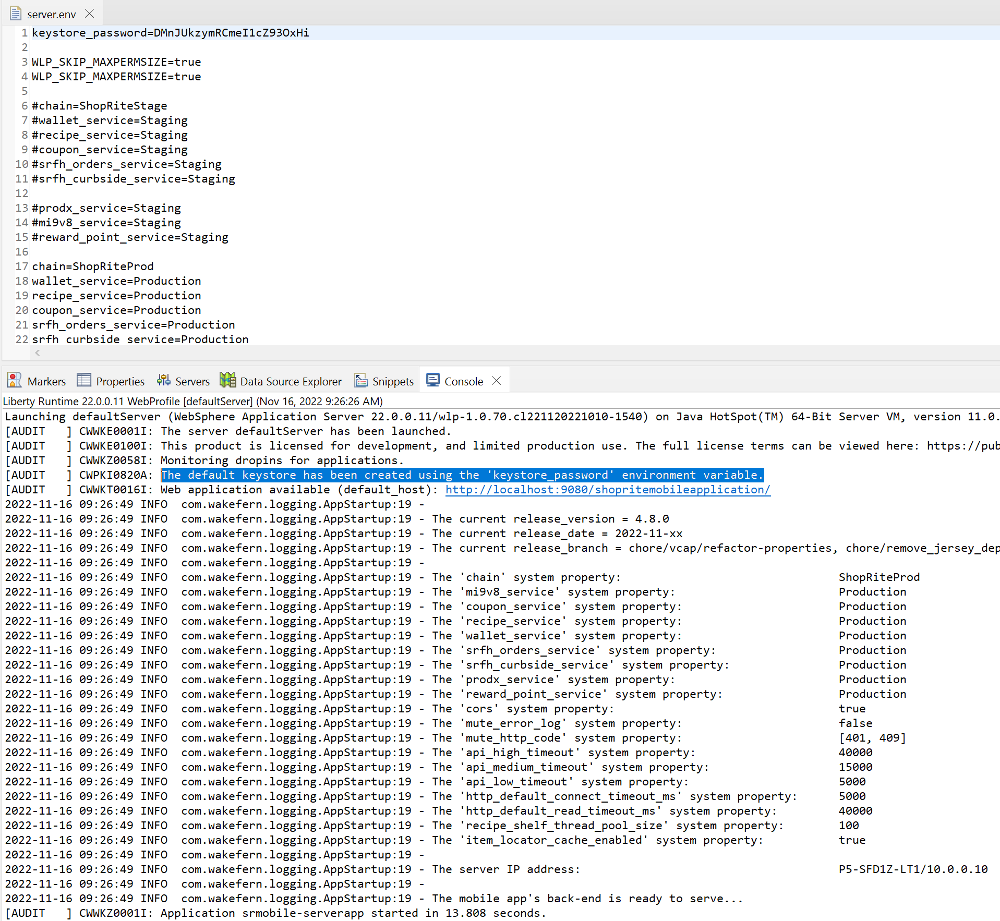 server.env
1 keystore_password=DMnJUkzymRCmeI1cZ93OxHi
2
3 WLP_SKIP_MAXPERMSIZE=true
4 WLP_SKIP_MAXPERMSIZE=true
5
6 #chain=ShopRiteStage
7 #wallet_service=Staging
8 #recipe_service=Staging
9 #coupon_service=Staging
10 #srfh_orders_service=Staging
11 #srfh_curbside_service=Staging
12
13 #prodx_service=Staging
14 #mi9v8_service=Staging
15 #reward_point_service=Staging
16
17 chain=ShopRiteProd
18 wallet_service=Production
19 recipe_service=Production
20 coupon_service=Production
21 srfh_orders_service=Production
22 srfh curbside service=Production
Markers Properties Servers Data Source Explorer Snippets Console
Liberty Runtime 22.0.0.11 WebProfile [defaultServer] (Nov 16, 2022 9:26:26 AM)
Launching defaultServer (WebSphere Application Server 22.0.0.11/wlp-1.0.70.cl221120221010-1540) on Java HotSpot(TM) 64-Bit Server VM, version 11.0.
[AUDIT   ] CWWKE0001I: The server defaultServer has been launched.
[AUDIT   ] CWWKE0100I: This product is licensed for development, and limited production use. The full license terms can be viewed here: https://pub
[AUDIT   ] CWWKZ0058I: Monitoring dropins for applications.
[AUDIT   ] CWPKI0820A: The default keystore has been created using the 'keystore_password' environment variable.
[AUDIT   ] CWWKT0016I: Web application available (default_host): http://localhost:9080/shopritemobileapplication/
2022-11-16 09:26:49 INFO  com.wakefern.logging.AppStartup:19 -
2022-11-16 09:26:49 INFO  com.wakefern.logging.AppStartup:19 - The current release_version = 4.8.0
2022-11-16 09:26:49 INFO  com.wakefern.logging.AppStartup:19 - The current release_date = 2022-11-xx
2022-11-16 09:26:49 INFO  com.wakefern.logging.AppStartup:19 - The current release_branch = chore/vcap/refactor-properties, chore/remove_jersey_dep
2022-11-16 09:26:49 INFO  com.wakefern.logging.AppStartup:19 -
2022-11-16 09:26:49 INFO  com.wakefern.logging.AppStartup:19 - The 'chain' system property: ShopRiteProd
2022-11-16 09:26:49 INFO  com.wakefern.logging.AppStartup:19 - The 'mi9v8_service' system property: Production
2022-11-16 09:26:49 INFO  com.wakefern.logging.AppStartup:19 - The 'coupon_service' system property: Production
2022-11-16 09:26:49 INFO  com.wakefern.logging.AppStartup:19 - The 'recipe_service' system property: Production
2022-11-16 09:26:49 INFO  com.wakefern.logging.AppStartup:19 - The 'wallet_service' system property: Production
2022-11-16 09:26:49 INFO  com.wakefern.logging.AppStartup:19 - The 'srfh_orders_service' system property: Production
2022-11-16 09:26:49 INFO  com.wakefern.logging.AppStartup:19 - The 'srfh_curbside_service' system property: Production
2022-11-16 09:26:49 INFO  com.wakefern.logging.AppStartup:19 - The 'prodx_service' system property: Production
2022-11-16 09:26:49 INFO  com.wakefern.logging.AppStartup:19 - The 'reward_point_service' system property: Production
2022-11-16 09:26:49 INFO  com.wakefern.logging.AppStartup:19 - The 'cors' system property: true
2022-11-16 09:26:49 INFO  com.wakefern.logging.AppStartup:19 - The 'mute_error_log' system property: false
2022-11-16 09:26:49 INFO  com.wakefern.logging.AppStartup:19 - The 'mute_http_code' system property: [401, 409]
2022-11-16 09:26:49 INFO  com.wakefern.logging.AppStartup:19 - The 'api_high_timeout' system property: 40000
2022-11-16 09:26:49 INFO  com.wakefern.logging.AppStartup:19 - The 'api_medium_timeout' system property: 15000
2022-11-16 09:26:49 INFO  com.wakefern.logging.AppStartup:19 - The 'api_low_timeout' system property: 5000
2022-11-16 09:26:49 INFO  com.wakefern.logging.AppStartup:19 - The 'http_default_connect_timeout_ms' system property: 5000
2022-11-16 09:26:49 INFO  com.wakefern.logging.AppStartup:19 - The 'http_default_read_timeout_ms' system property: 40000
2022-11-16 09:26:49 INFO  com.wakefern.logging.AppStartup:19 - The 'recipe_shelf_thread_pool_size' system property: 100
2022-11-16 09:26:49 INFO  com.wakefern.logging.AppStartup:19 - The 'item_locator_cache_enabled' system property: true
2022-11-16 09:26:49 INFO  com.wakefern.logging.AppStartup:19 -
2022-11-16 09:26:49 INFO  com.wakefern.logging.AppStartup:19 - The server IP address: P5-SFD1Z-LT1/10.0.0.10
2022-11-16 09:26:49 INFO  com.wakefern.logging.AppStartup:19 -
2022-11-16 09:26:49 INFO  com.wakefern.logging.AppStartup:19 - The mobile app's back-end is ready to serve...
[AUDIT   ] CWWKZ0001I: Application srmobile-serverapp started in 13.808 seconds.